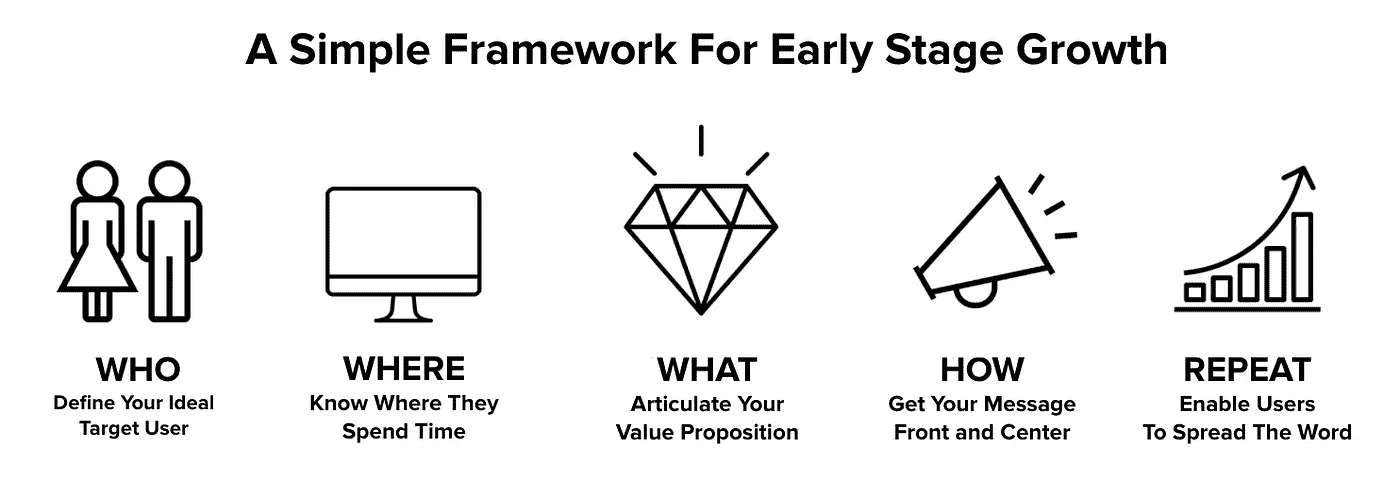 A Simple Framework For Early Stage Growth
WHO
Define Your Ideal
Target User
WHERE
Know Where They
Spend Time
WHAT
Articulate Your
Value Proposition
HOW
Get Your Message
Front and Center
REPEAT
Enable Users
To Spread The Word